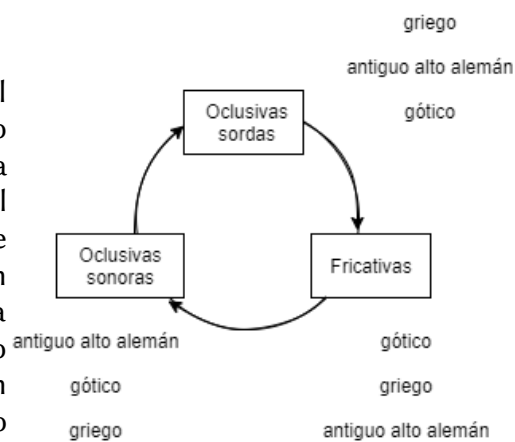 griego
antiguo alto alemán
gótico
Oclusivas
sordas
Oclusivas
sonoras
Fricativas
antiguo alto alemán
gótico
griego
gótico
griego
antiguo alto alemán